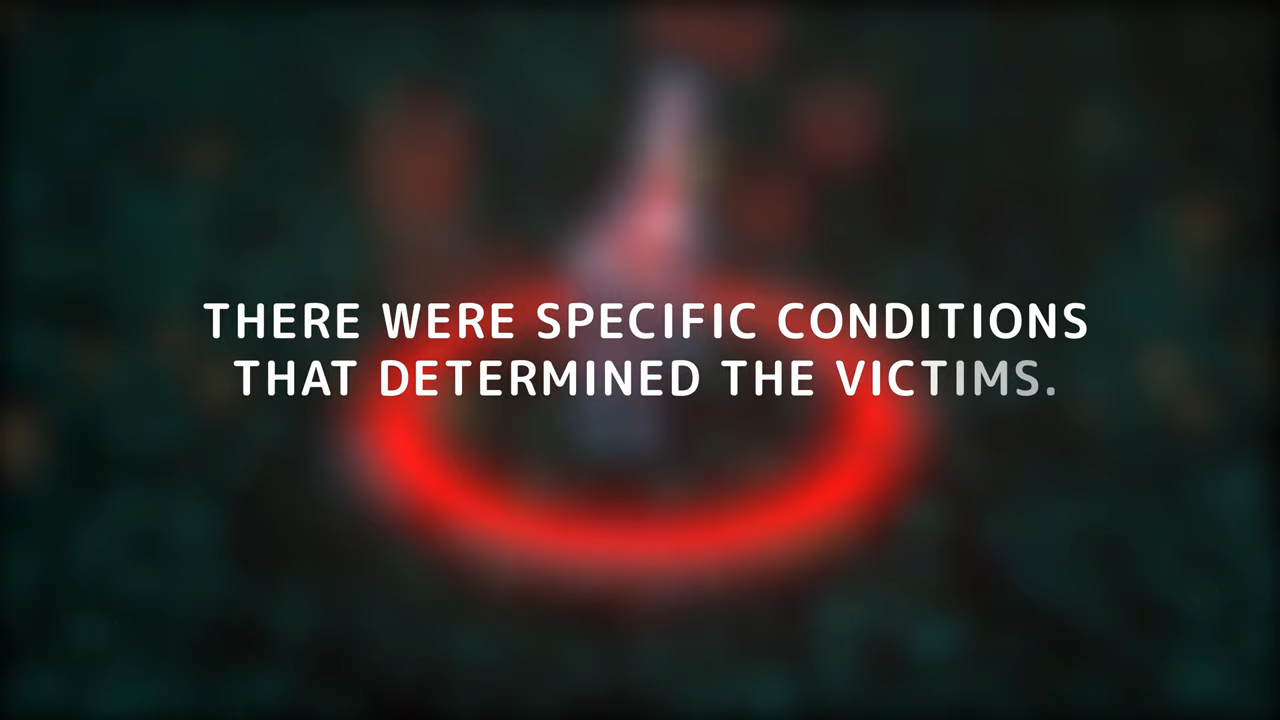 THERE WERE SPECIFIC CONDITIONS
THAT DETERMINED THE VICTIMS.